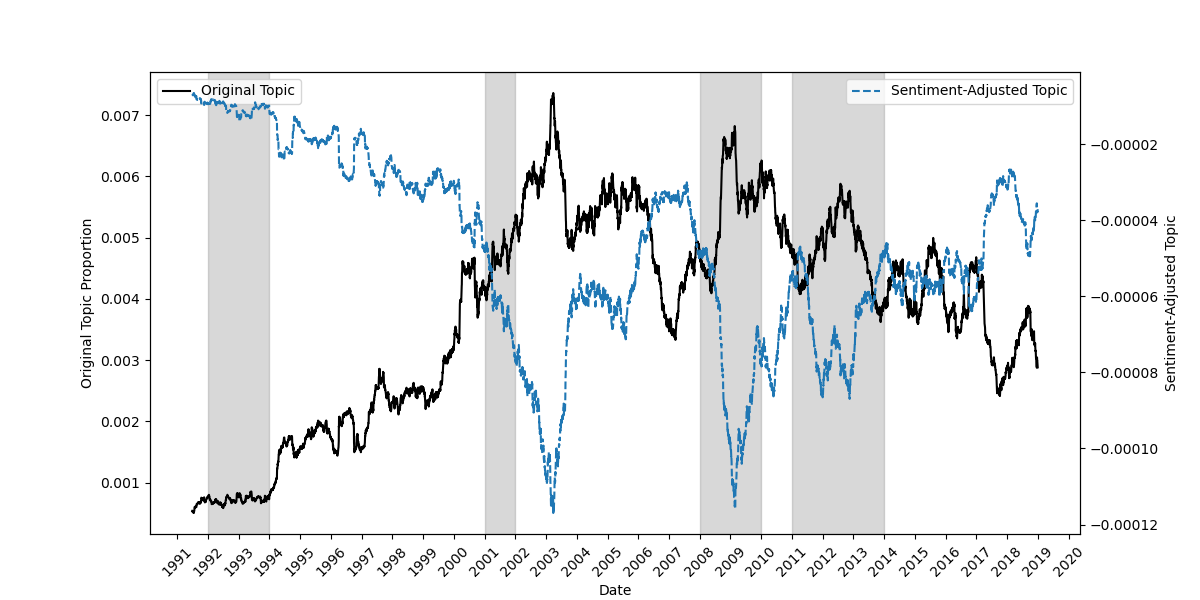 Original Topic
Sentiment-Adjusted Topic
0.007
0.006
0.005
0.004
0.003
0.002
0.001
Original Topic Proportion
−0.00002
−0.00004
−0.00006
−0.00008
−0.00010
−0.00012
Sentiment-Adjusted Topic
1991 1992 1993 1994 1995 1996 1997 1998 1999 2000 2001 2002 2003 2004 2005 2006 2007 2008 2009 2010 2011 2012 2013 2014 2015 2016 2017 2018 2019 2020
Date